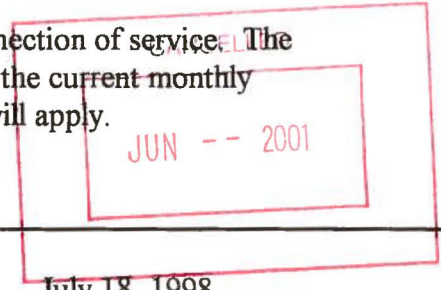 nection of service. The
the current monthly
will apply.
JUN -- 2001
July 18, 1998